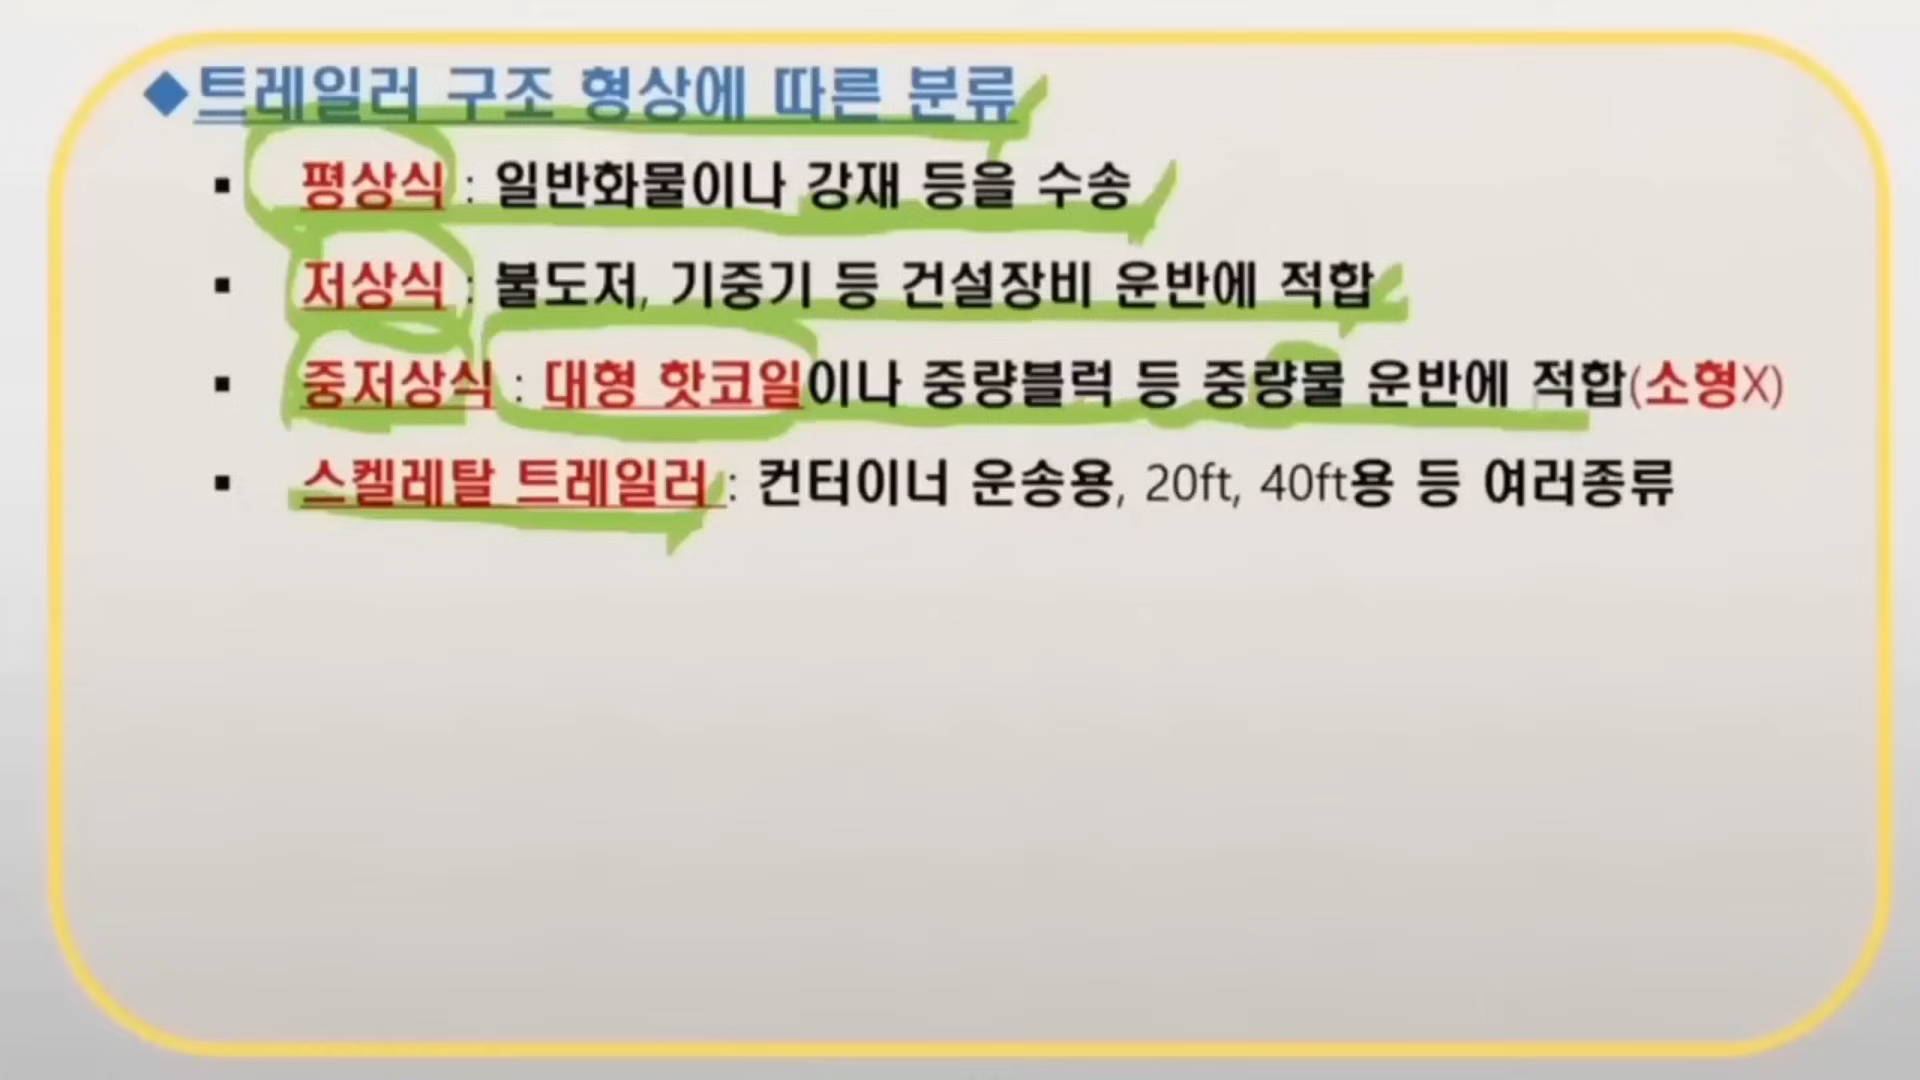 ◆트레일러 구조 형상에 따른 분류
▪ 평상식 : 일반화물이나 강재 등을 수송
▪ 저상식 : 불도저, 기중기 등 건설장비 운반에 적합
▪ 중저상식 : 대형 핫코일이나 중량블럭 등 중량물 운반에 적합(소형X)
▪ 스켈레탈 트레일러 : 컨터이너 운송용, 20ft, 40ft용 등 여러종류